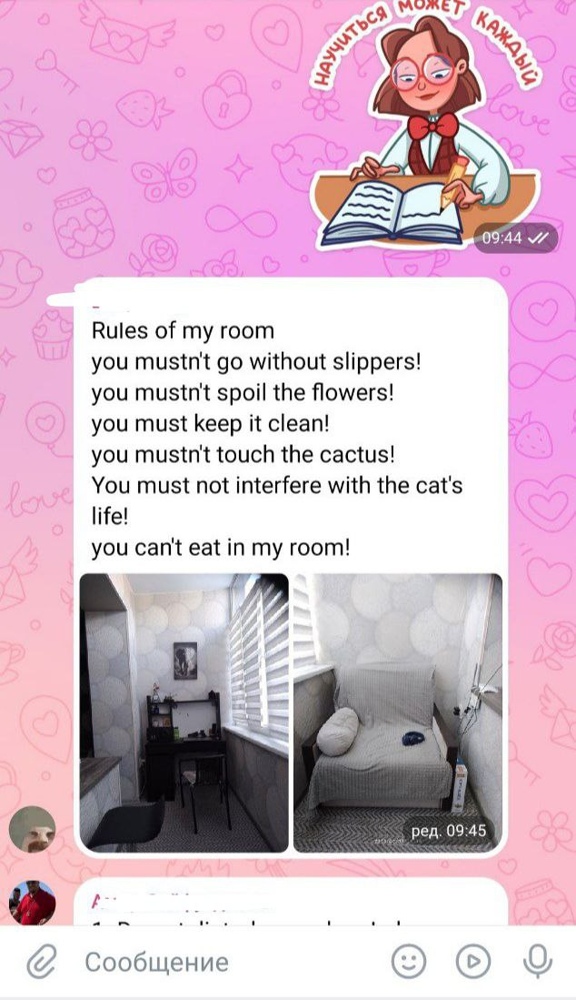 НАУЧИТЬСЯ МОЖЕТ КАЖДЫЙ
09:44
Rules of my room
you mustn't go without slippers!
you mustn't spoil the flowers!
you must keep it clean!
you mustn't touch the cactus!
You must not interfere with the cat's
life!
you can't eat in my room!
ред. 09:45
Сообщение